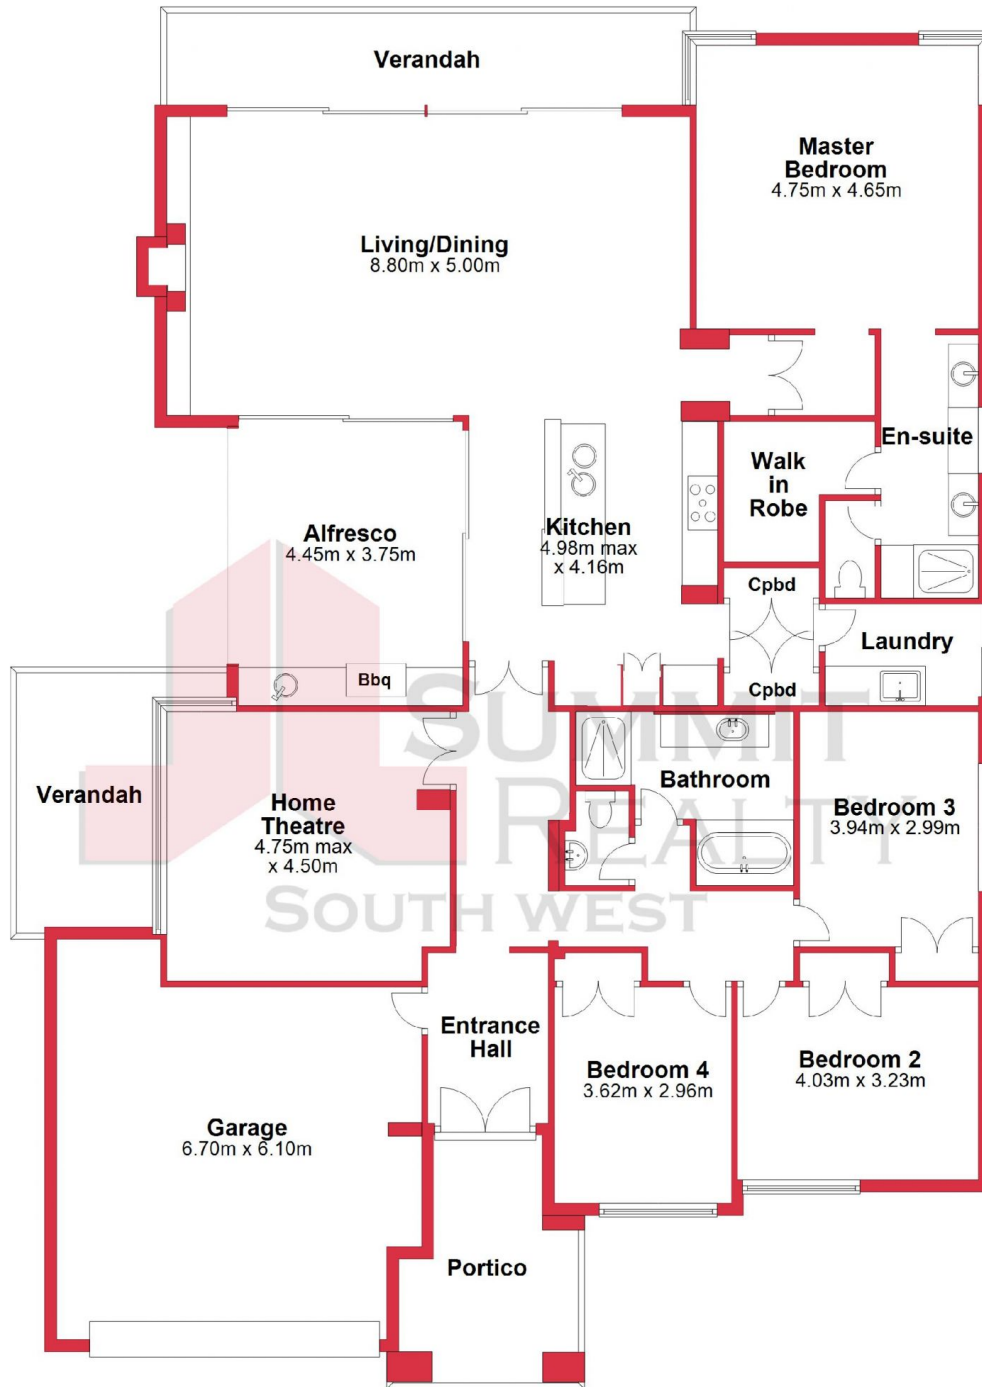 Verandah
Master
Bedroom
4.75m x 4.65m
Living/Dining
8.80m x 5.00m
En-suite
Walk
in
Robe
Alfresco
4.45m x 3.75m
Kitchen
4.98m max
x 4.16m
Cpbd
Laundry
Bbq
Cpbd
SUMMIT
REALTY
SOUTH WEST
Verandah
Home
Theatre
4.75m max
x 4.50m
Bathroom
Bedroom 3
3.94m x 2.99m
Entrance
Hall
Bedroom 4
3.62m x 2.96m
Bedroom 2
4.03m x 3.23m
Garage
6.70m x 6.10m
Portico